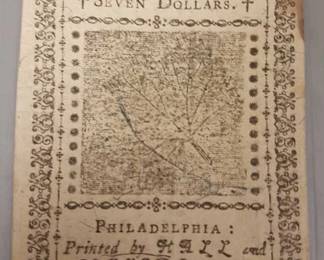 † SEVEN DOLLARS. †
PHILADELPHIA:
Printed by HALL and